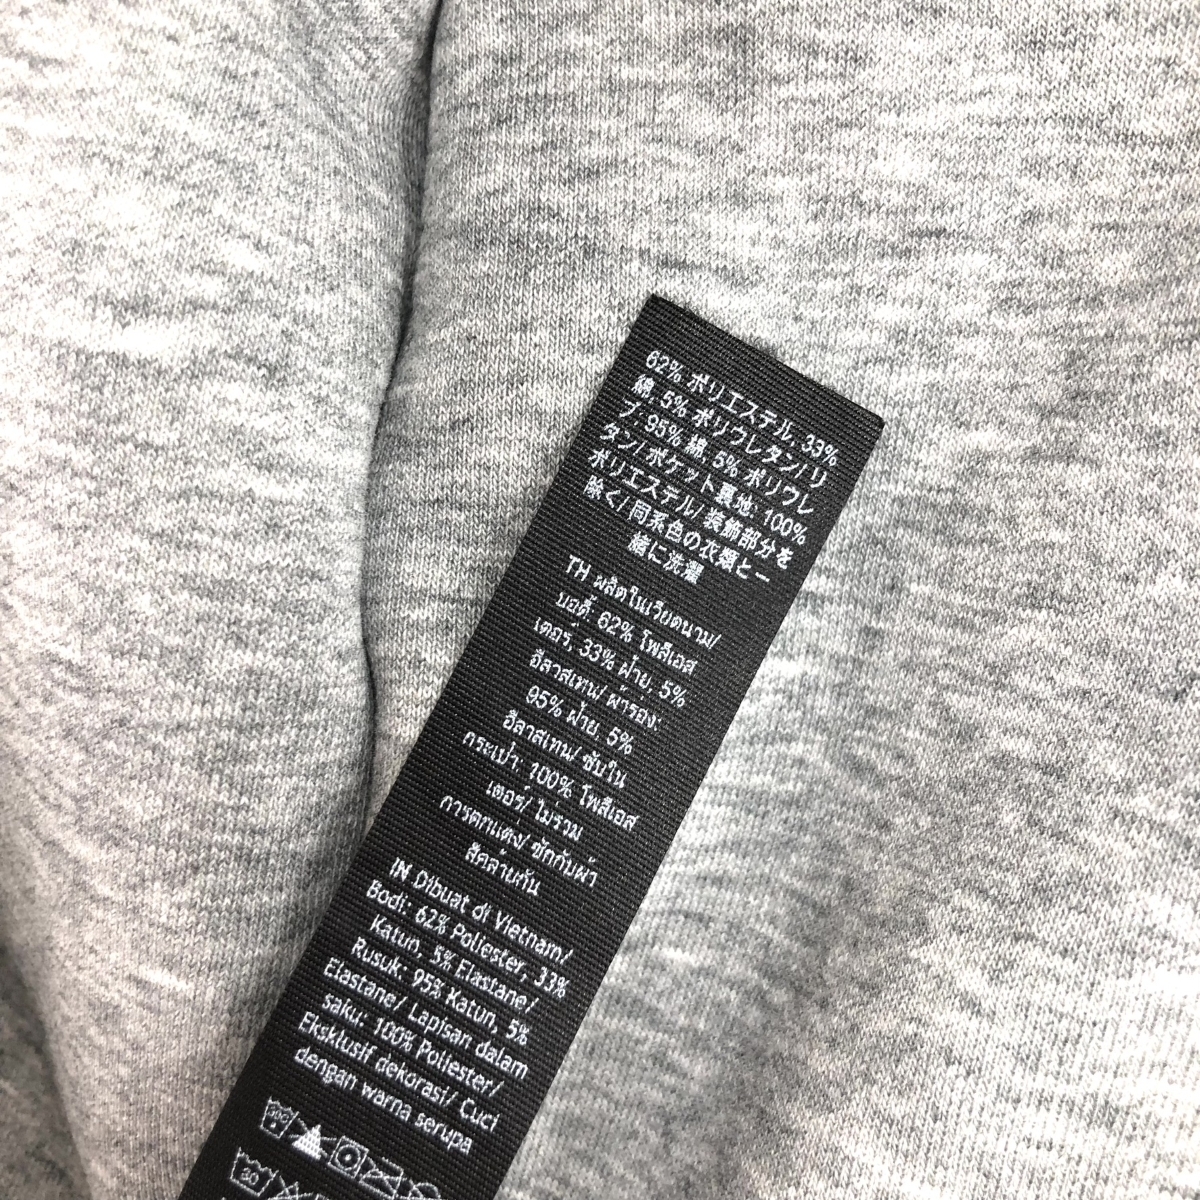 62% ポリエステル, 33%
綿, 5% ポリウレタン/ リ
ブ: 95% 綿, 5% ポリウレ
タン/ ポケット裏地: 100%
ポリエステル/ 装飾部分を
除く/ 同系色の衣類と一
緒に洗濯
TH ผลิตในเวียดนาม/
บอดี้: 62% โพลีเอส
เตอร์, 33% ฝ้าย, 5%
อีลาสเทน/ ผ้าร่อง:
95% ฝ้าย, 5%
อีลาสเทน/ ซับใน
กระเป๋า: 100% โพลีเอส
เตอร์/ ไม่รวม
การตกแต่ง/ ซักกับผ้า
สีคล้ายกัน
IN Dibuat di Vietnam/
Bodi: 62% Poliester, 33%
Katun, 5% Elastane/
Rusuk: 95% Katun, 5%
Elastane/ Lapisan dalam
saku: 100% Poliester/
Eksklusif dekorasi/ Cuci
dengan warna serupa
30